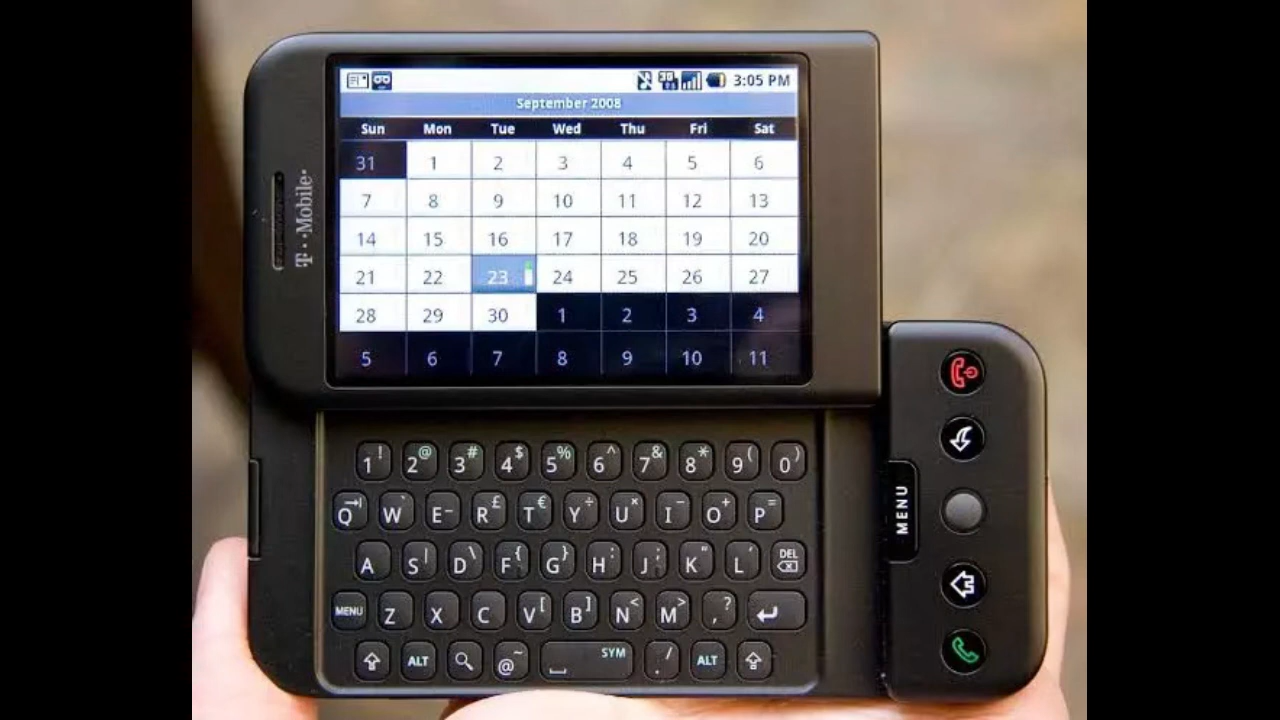 3G 3:05 PM
September 2008
Sun Mon Tue Wed Thu Fri Sat
31 1 2 3 4 5 6
7 8 9 10 11 12 13
14 15 16 17 18 19 20
21 22 23 24 25 26 27
28 29 30 1 2 3 4
5 6 7 8 9 10 11
T··Mobile·
1! 2@ 3# 4$ 5% 6^ 7& 8* 9( 0)
Q W` E_ R£ T€ Y÷ U× I- O+ P=
A S| D\ F{ G} H: J; K" L' DEL
MENU Z X C V[ B] N< M> ,?
ALT @~ SYM ./ ALT
MENU